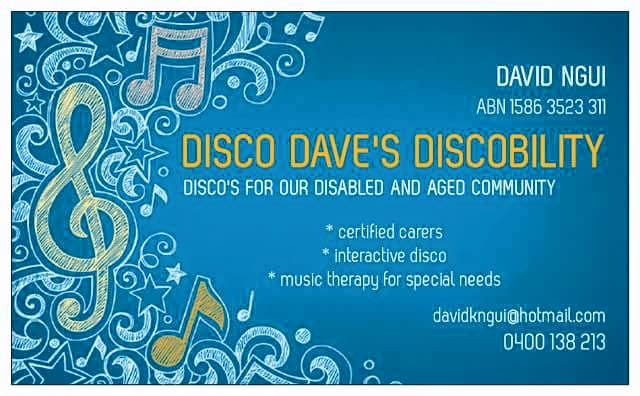 DAVID NGUI
ABN 1586 3523 311
DISCO DAVE'S DISCOBILITY
DISCO'S FOR OUR DISABLED AND AGED COMMUNITY
* certified carers
* interactive disco
* music therapy for special needs
davidkngui@hotmail.com
0400 138 213